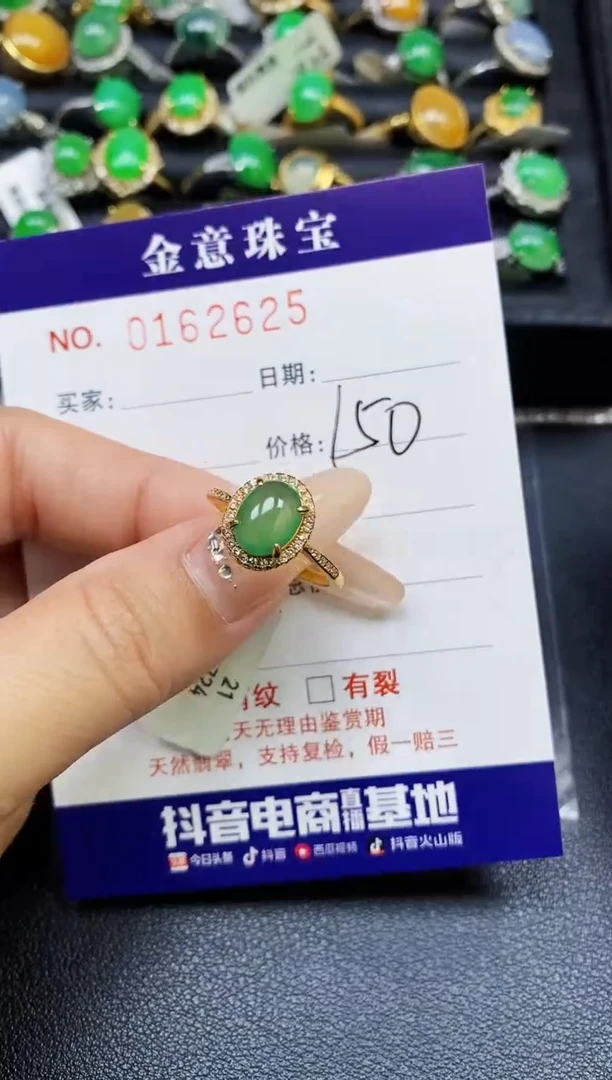 金意珠宝
NO. 0162625
买家: 日期:
价格: 150
纹 有裂
天无理由鉴赏期
天然翡翠，支持复检，假一赔三
抖音电商直播基地
今日头条 抖音 西瓜视频 抖音火山版
21